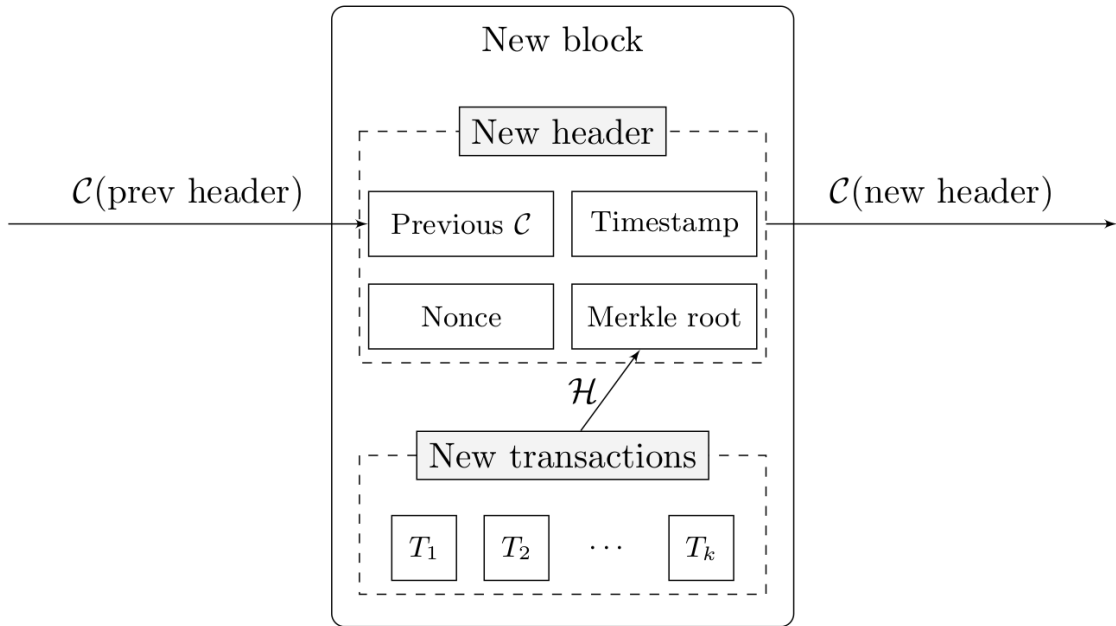 New block
New header
𝒞(prev header)
𝒞(new header)
Previous 𝒞
Timestamp
Nonce
Merkle root
ℋ
New transactions
T₁ T₂ ⋯ Tₖ